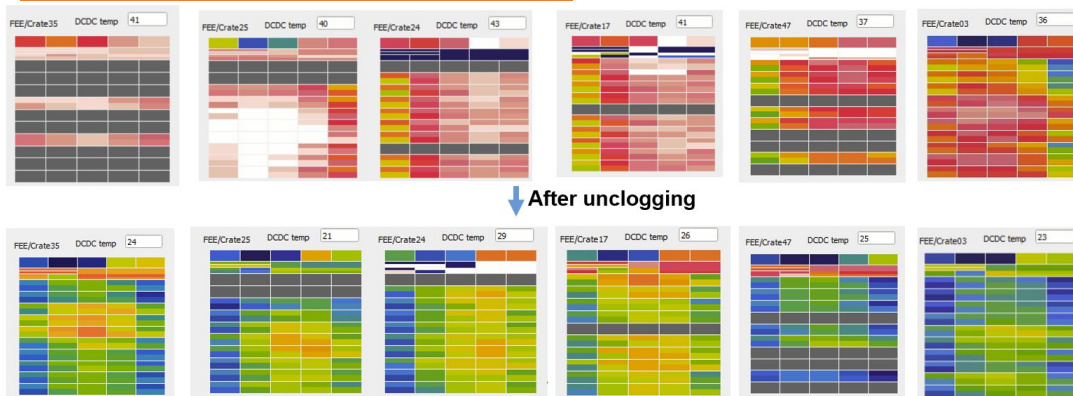 FEE/Crate35 DCDC temp 41
FEE/Crate25 DCDC temp 40
FEE/Crate24 DCDC temp 43
FEE/Crate17 DCDC temp 41
FEE/Crate47 DCDC temp 37
FEE/Crate03 DCDC temp 36
After unclogging
FEE/Crate35 DCDC temp 24
FEE/Crate25 DCDC temp 21
FEE/Crate24 DCDC temp 29
FEE/Crate17 DCDC temp 26
FEE/Crate47 DCDC temp 25
FEE/Crate03 DCDC temp 23